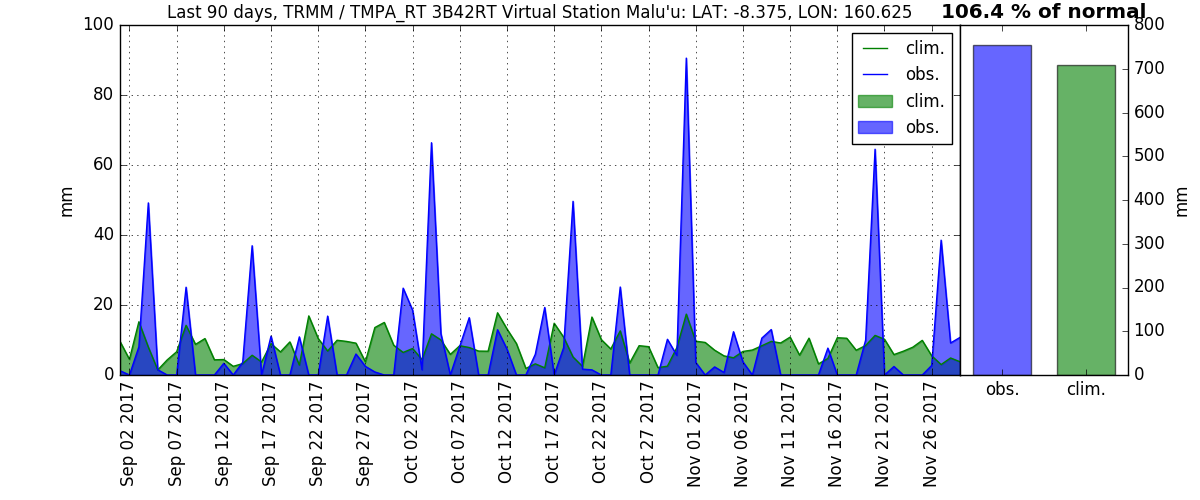 Last 90 days, TRMM / TMPA_RT 3B42RT Virtual Station Malu'u: LAT: -8.375, LON: 160.625
106.4 % of normal
100
80
60
40
20
0
mm
clim.
obs.
clim.
obs.
800
700
600
500
400
300
200
100
0
mm
Sep 02 2017
Sep 07 2017
Sep 12 2017
Sep 17 2017
Sep 22 2017
Sep 27 2017
Oct 02 2017
Oct 07 2017
Oct 12 2017
Oct 17 2017
Oct 22 2017
Oct 27 2017
Nov 01 2017
Nov 06 2017
Nov 11 2017
Nov 16 2017
Nov 21 2017
Nov 26 2017
obs.
clim.